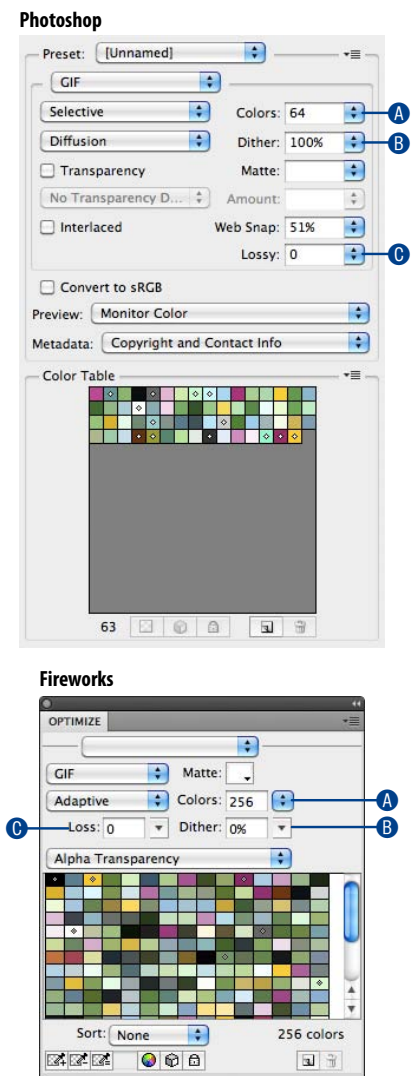 Photoshop
Preset: [Unnamed]
GIF
Selective Colors: 64 A
Diffusion Dither: 100% B
Transparency Matte:
No Transparency D... Amount:
Interlaced Web Snap: 51%
Lossy: 0 C
Convert to sRGB
Preview: Monitor Color
Metadata: Copyright and Contact Info
Color Table
63
Fireworks
OPTIMIZE
GIF Matte:
Adaptive Colors: 256 A
C Loss: 0 Dither: 0% B
Alpha Transparency
Sort: None 256 colors